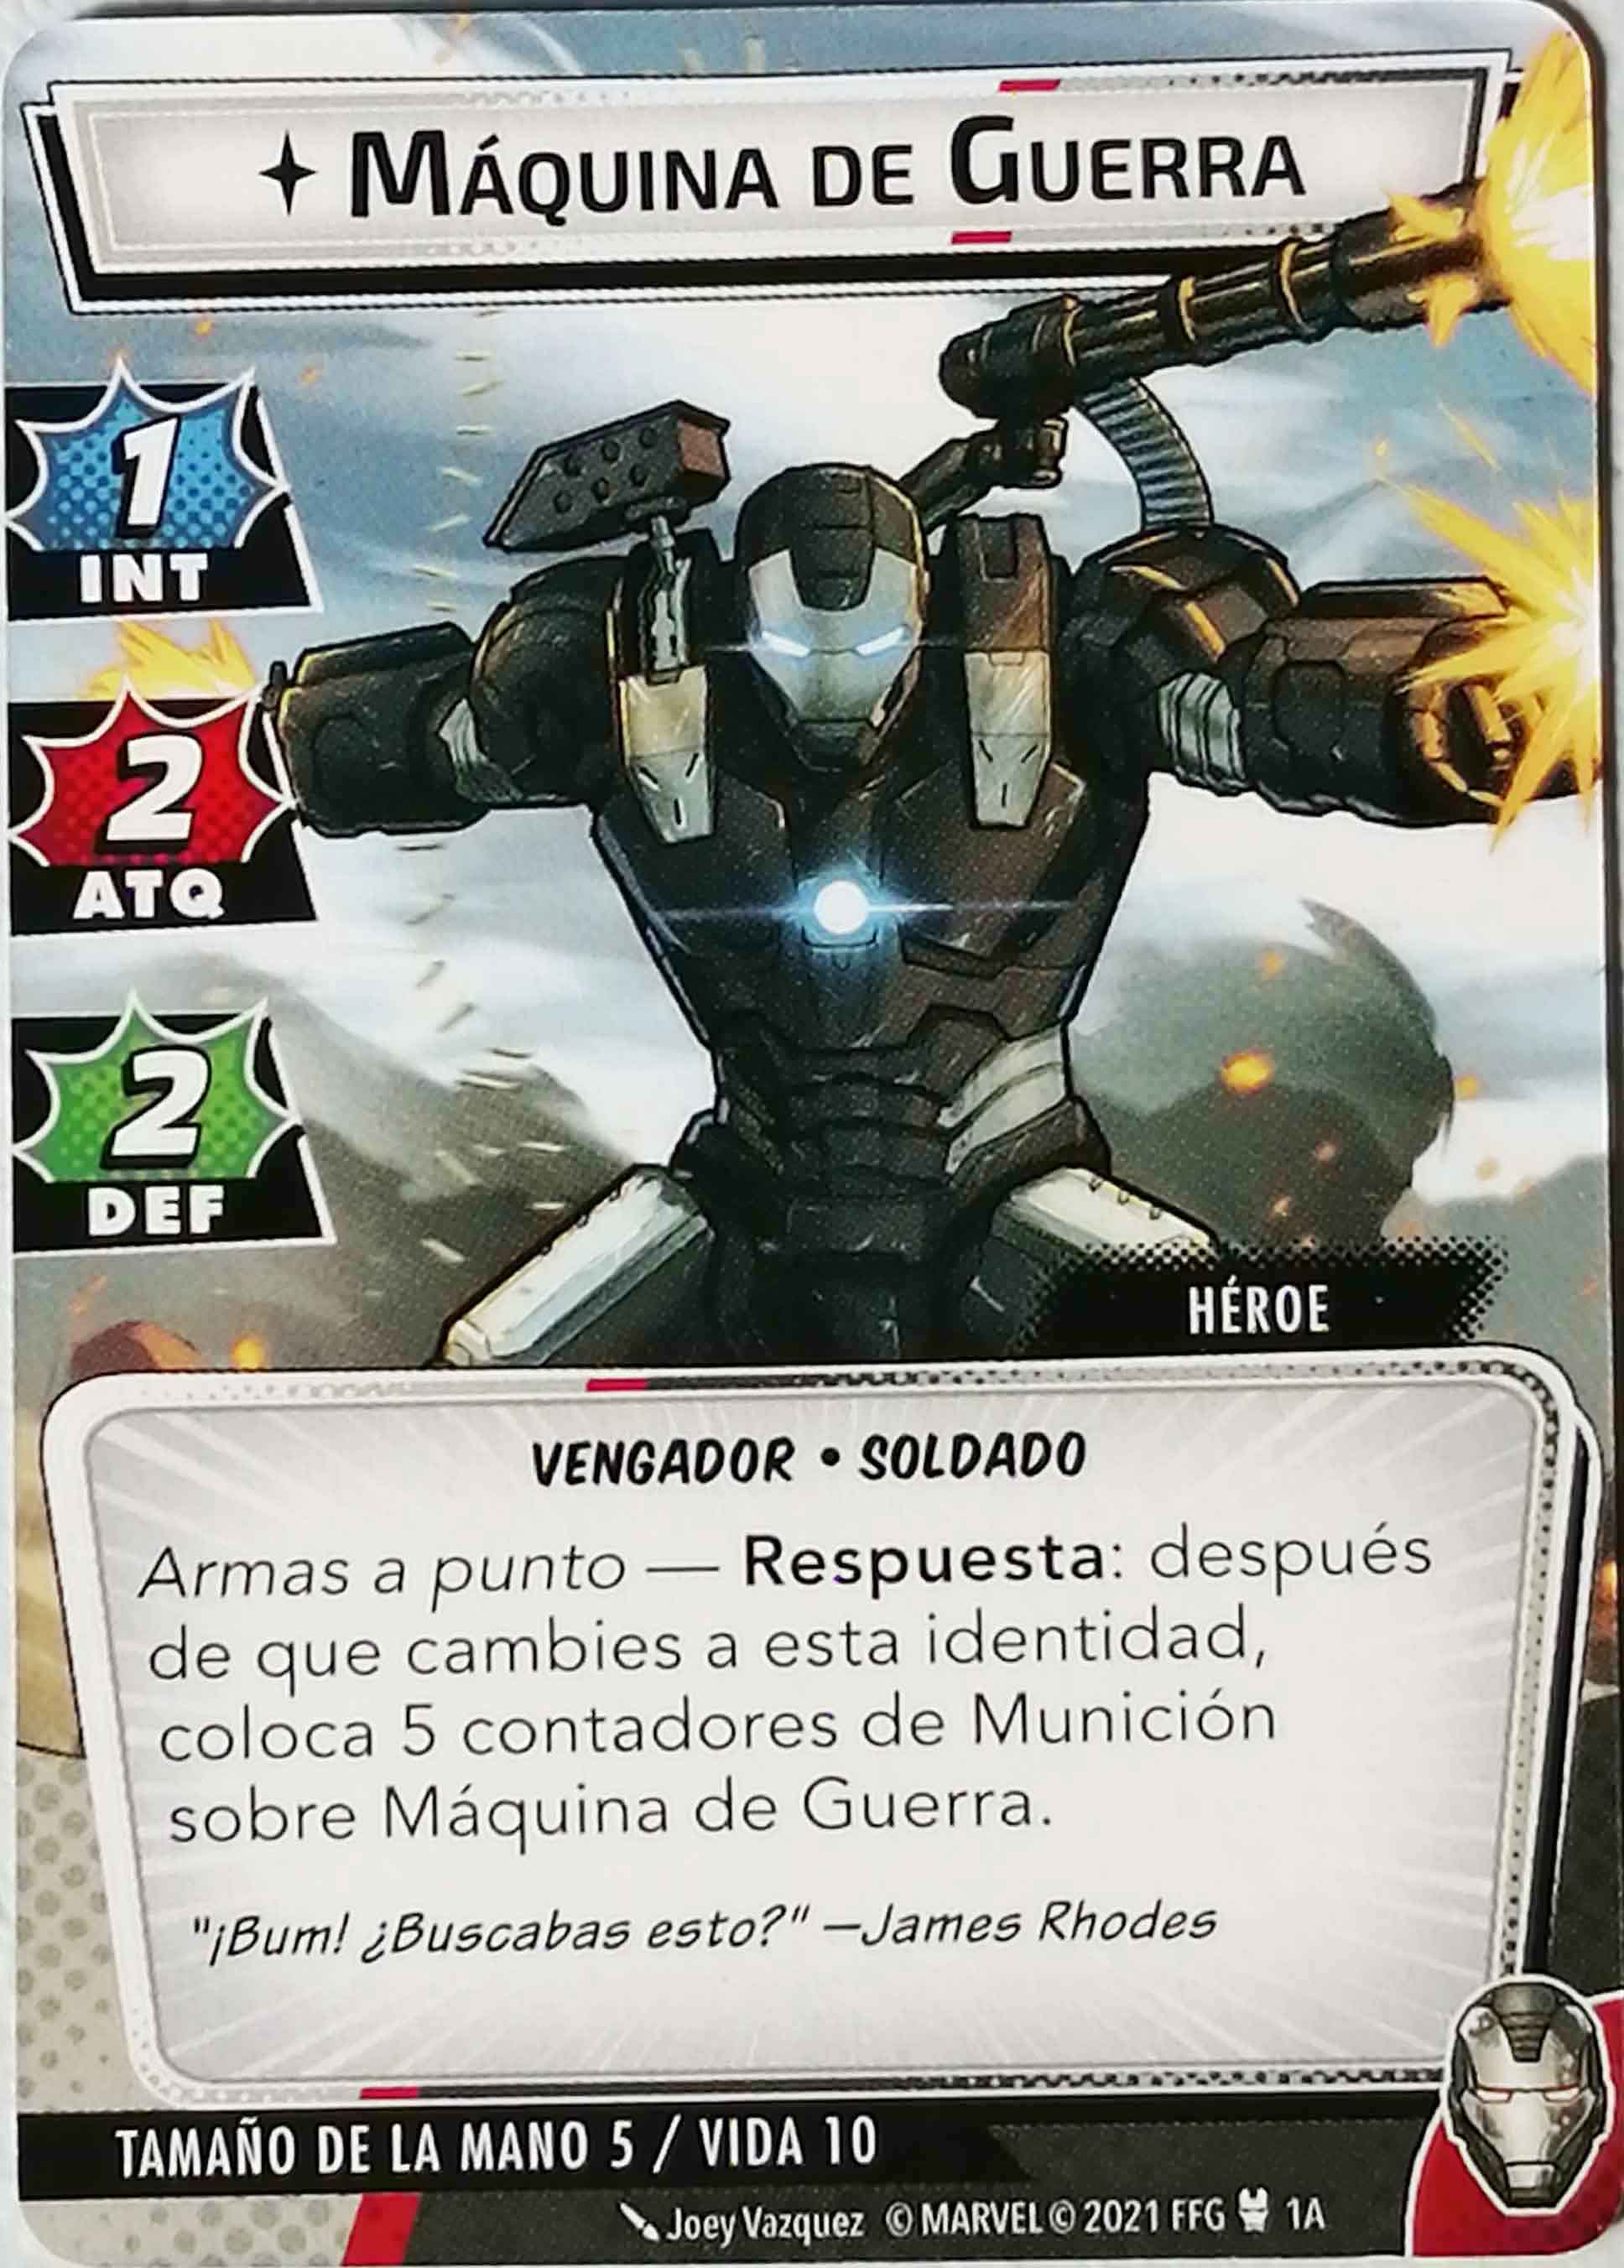 MÁQUINA DE GUERRA
1
INT
2
ATQ
2
DEF
HÉROE
VENGADOR • SOLDADO
Armas a punto — Respuesta: después
de que cambies a esta identidad,
coloca 5 contadores de Munición
sobre Máquina de Guerra.
"¡Bum! ¿Buscabas esto?" —James Rhodes
TAMAÑO DE LA MANO 5 / VIDA 10
Joey Vazquez © MARVEL © 2021 FFG 1A